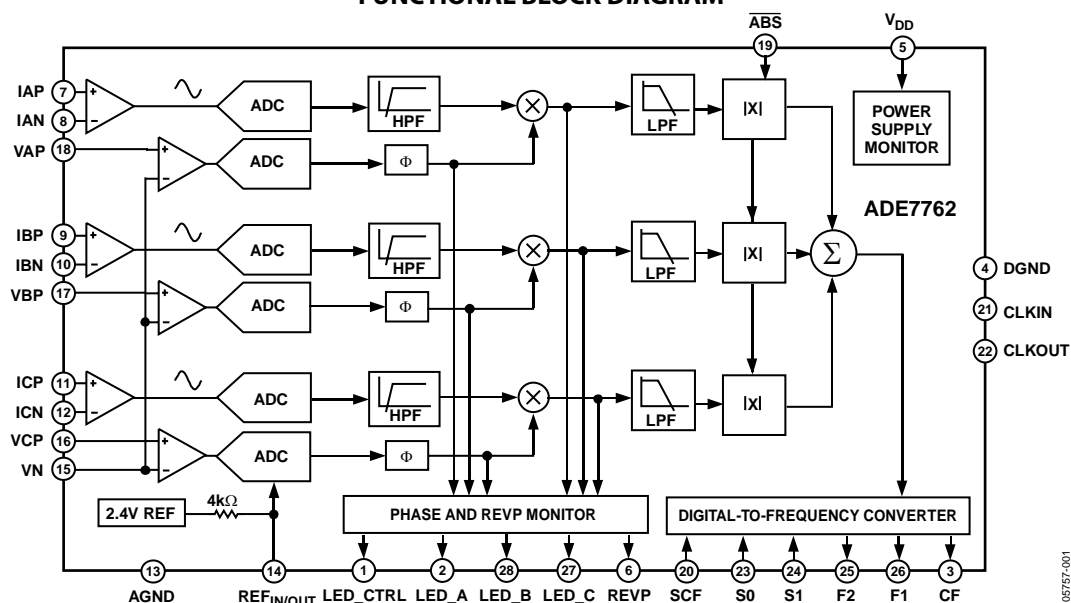 FUNCTIONAL BLOCK DIAGRAM
ABS
VDD
19
5
IAP 7
+
ADC
HPF
×
LPF
|X|
POWER
SUPPLY
MONITOR
IAN 8
−
VAP 18
+
−
ADC
Φ
ADE7762
IBP 9
+
ADC
HPF
×
LPF
|X|
Σ
IBN 10
−
4 DGND
VBP 17
+
−
ADC
Φ
21 CLKIN
22 CLKOUT
ICP 11
+
ADC
HPF
×
LPF
|X|
ICN 12
−
VCP 16
+
ADC
Φ
VN 15
−
2.4V REF
4kΩ
PHASE AND REVP MONITOR
DIGITAL-TO-FREQUENCY CONVERTER
13 14 1 2 28 27 6 20 23 24 25 26 3
AGND REFIN/OUT LED_CTRL LED_A LED_B LED_C REVP SCF S0 S1 F2 F1 CF
05757-001